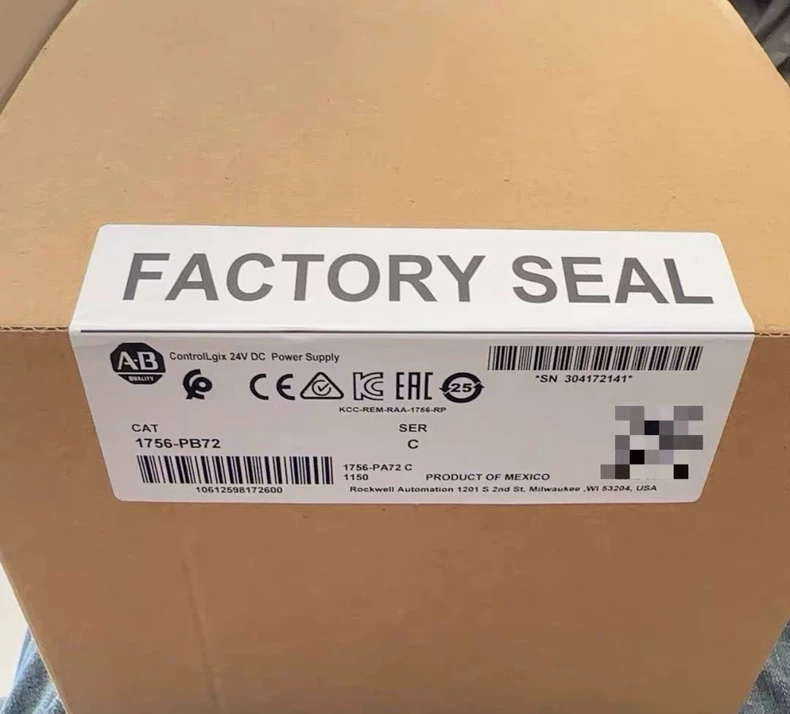 FACTORY SEAL
A-B
QUALITY
ControlLgix 24V DC Power Supply
*SN 304172141*
CE KC EAC 25
KCC-REM-RAA-1756-RP
CAT
1756-PB72
SER
C
1756-PA72 C
1150
PRODUCT OF MEXICO
10612598172600
Rockwell Automation 1201 S 2nd St, Milwaukee ,WI 53204, USA